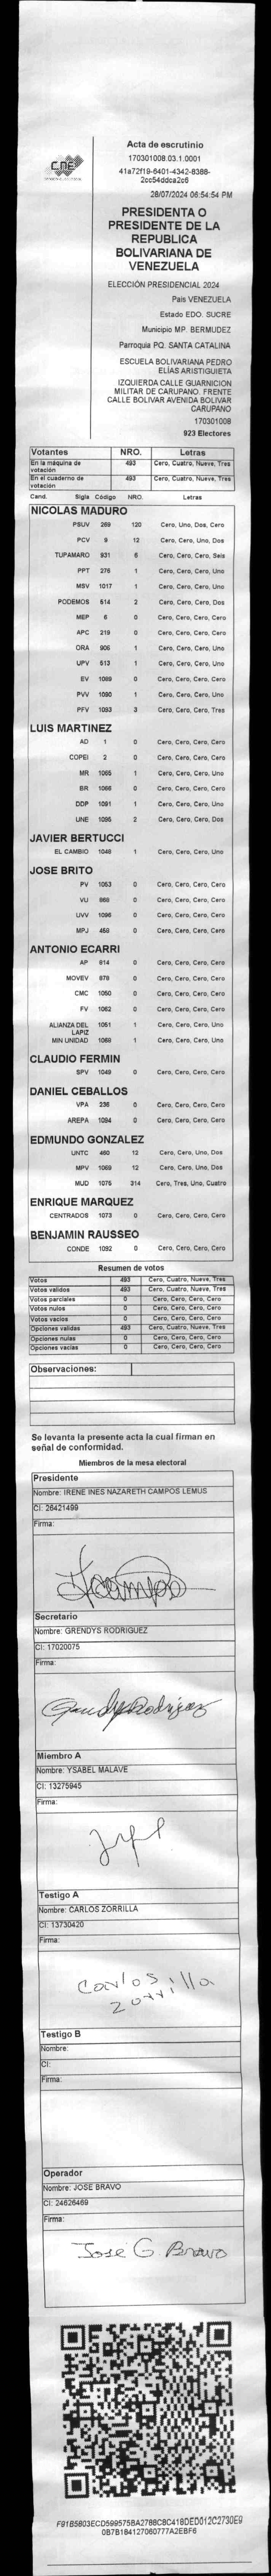 CNE
Acta de escrutinio
170301008.03.1.0001
41a72f19-6401-4342-8388-
2cc54ddca2c6
28/07/2024 06:54:54 PM
PRESIDENTA O
PRESIDENTE DE LA
REPUBLICA
BOLIVARIANA DE
VENEZUELA
ELECCIÓN PRESIDENCIAL 2024
Pais VENEZUELA
Estado EDO. SUCRE
Municipio MP. BERMUDEZ
Parroquia PQ. SANTA CATALINA
ESCUELA BOLIVARIANA PEDRO
ELÍAS ARISTIGUIETA
IZQUIERDA CALLE GUARNICION
MILITAR DE CARUPANO. FRENTE
CALLE BOLIVAR AVENIDA BOLIVAR
CARUPANO
170301008
923 Electores
Votantes NRO. Letras
En la máquina de votación 493 Cero, Cuatro, Nueve, Tres
En el cuaderno de votación 493 Cero, Cuatro, Nueve, Tres
Cand. Sigla Código NRO. Letras
NICOLAS MADURO
PSUV 269 120 Cero, Uno, Dos, Cero
PCV 9 12 Cero, Cero, Uno, Dos
TUPAMARO 931 6 Cero, Cero, Cero, Seis
PPT 276 1 Cero, Cero, Cero, Uno
MSV 1017 1 Cero, Cero, Cero, Uno
PODEMOS 514 2 Cero, Cero, Cero, Dos
MEP 6 0 Cero, Cero, Cero, Cero
APC 219 0 Cero, Cero, Cero, Cero
ORA 906 1 Cero, Cero, Cero, Uno
UPV 513 1 Cero, Cero, Cero, Uno
EV 1089 0 Cero, Cero, Cero, Cero
PVV 1090 1 Cero, Cero, Cero, Uno
PFV 1093 3 Cero, Cero, Cero, Tres
LUIS MARTINEZ
AD 1 0 Cero, Cero, Cero, Cero
COPEI 2 0 Cero, Cero, Cero, Cero
MR 1065 1 Cero, Cero, Cero, Uno
BR 1066 0 Cero, Cero, Cero, Cero
DDP 1091 1 Cero, Cero, Cero, Uno
UNE 1095 2 Cero, Cero, Cero, Dos
JAVIER BERTUCCI
EL CAMBIO 1048 1 Cero, Cero, Cero, Uno
JOSE BRITO
PV 1053 0 Cero, Cero, Cero, Cero
VU 868 0 Cero, Cero, Cero, Cero
UVV 1096 0 Cero, Cero, Cero, Cero
MPJ 458 0 Cero, Cero, Cero, Cero
ANTONIO ECARRI
AP 814 0 Cero, Cero, Cero, Cero
MOVEV 978 0 Cero, Cero, Cero, Cero
CMC 1050 0 Cero, Cero, Cero, Cero
FV 1062 0 Cero, Cero, Cero, Cero
ALIANZA DEL LAPIZ 1051 1 Cero, Cero, Cero, Uno
MIN UNIDAD 1068 1 Cero, Cero, Cero, Uno
CLAUDIO FERMIN
SPV 1049 0 Cero, Cero, Cero, Cero
DANIEL CEBALLOS
VPA 236 0 Cero, Cero, Cero, Cero
AREPA 1094 0 Cero, Cero, Cero, Cero
EDMUNDO GONZALEZ
UNTC 460 12 Cero, Cero, Uno, Dos
MPV 1069 12 Cero, Cero, Uno, Dos
MUD 1075 314 Cero, Tres, Uno, Cuatro
ENRIQUE MARQUEZ
CENTRADOS 1073 0 Cero, Cero, Cero, Cero
BENJAMIN RAUSSEO
CONDE 1092 0 Cero, Cero, Cero, Cero
Resumen de votos
Votos 493 Cero, Cuatro, Nueve, Tres
Votos validos 493 Cero, Cuatro, Nueve, Tres
Votos parciales 0 Cero, Cero, Cero, Cero
Votos nulos 0 Cero, Cero, Cero, Cero
Votos vacios 0 Cero, Cero, Cero, Cero
Opciones validas 493 Cero, Cuatro, Nueve, Tres
Opciones nulas 0 Cero, Cero, Cero, Cero
Opciones vacias 0 Cero, Cero, Cero, Cero
Observaciones:
Se levanta la presente acta la cual firman en
señal de conformidad.
Miembros de la mesa electoral
Presidente
Nombre: IRENE INES NAZARETH CAMPOS LEMUS
CI: 26421499
Firma:
Secretario
Nombre: GRENDYS RODRIGUEZ
CI: 17020075
Firma:
Miembro A
Nombre: YSABEL MALAVE
CI: 13275945
Firma:
Testigo A
Nombre: CARLOS ZORRILLA
CI: 13730420
Firma:
Carlos
Zorrilla
Testigo B
Nombre:
CI:
Firma:
Operador
Nombre: JOSE BRAVO
CI: 24626469
Firma:
José G. Bravo
F91B5803ECD599575BA2788C8C418DED012C2730E9
0B7B184127060777A2EBF6